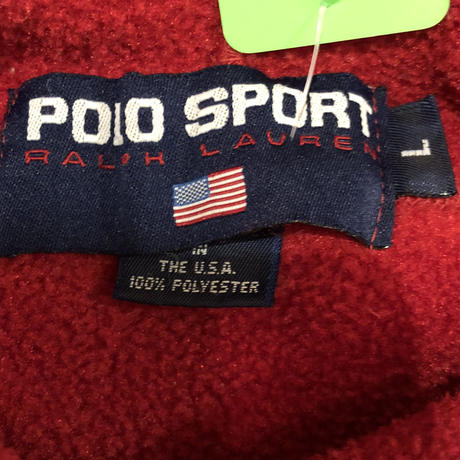 POLO SPORT
RALPH LAUREN
L
IN
THE U.S.A.
100% POLYESTER